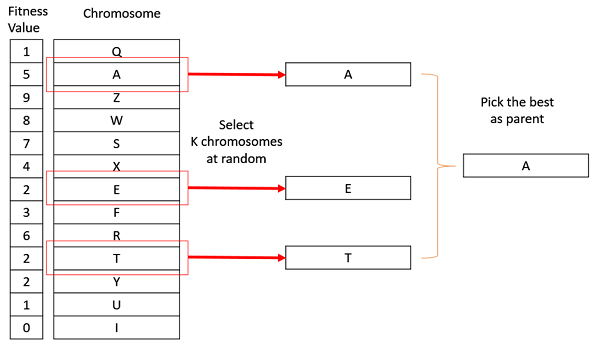 Fitness
Value
Chromosome
1 Q
5 A
9 Z
8 W
7 S
4 X
2 E
3 F
6 R
2 T
2 Y
1 U
0 I
Select
K chromosomes
at random
A
E
T
Pick the best
as parent
A